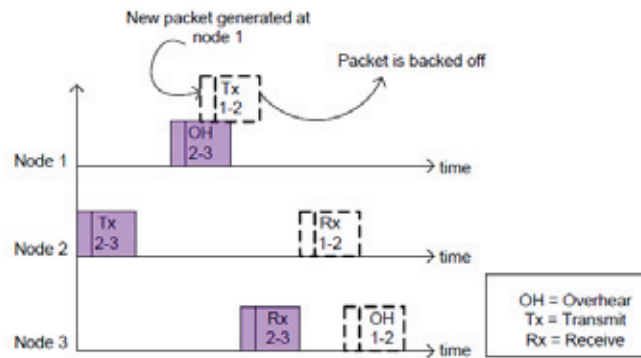 New packet generated at
node 1
Packet is backed off
Tx
1-2
OH
2-3
Node 1
time
Tx
2-3
Rx
1-2
Node 2
time
Rx
2-3
OH
1-2
Node 3
time
OH = Overhear
Tx = Transmit
Rx = Receive